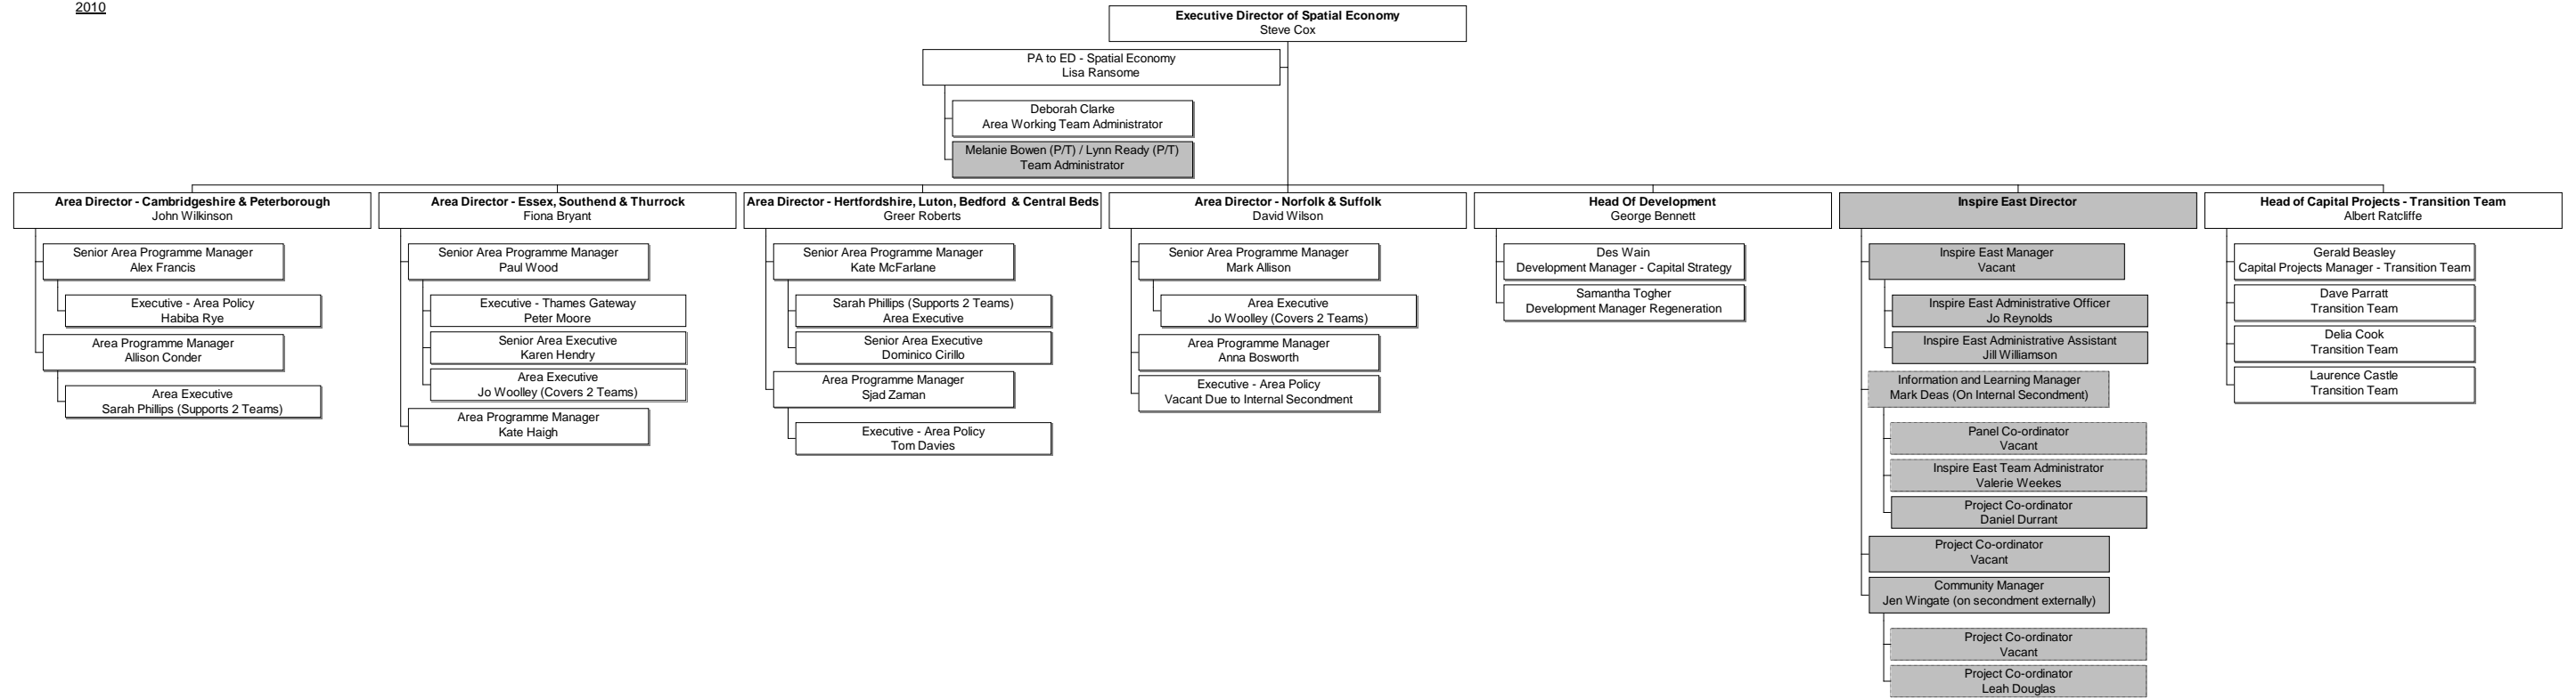 2010
Executive Director of Spatial Economy
Steve Cox
PA to ED - Spatial Economy
Lisa Ransome
Deborah Clarke
Area Working Team Administrator
Melanie Bowen (P/T) / Lynn Ready (P/T)
Team Administrator
Area Director - Cambridgeshire & Peterborough
John Wilkinson
Senior Area Programme Manager
Alex Francis
Executive - Area Policy
Habiba Rye
Area Programme Manager
Allison Conder
Area Executive
Sarah Phillips (Supports 2 Teams)
Area Director - Essex, Southend & Thurrock
Fiona Bryant
Senior Area Programme Manager
Paul Wood
Executive - Thames Gateway
Peter Moore
Senior Area Executive
Karen Hendry
Area Executive
Jo Woolley (Covers 2 Teams)
Area Programme Manager
Kate Haigh
Area Director - Hertfordshire, Luton, Bedford & Central Beds
Greer Roberts
Senior Area Programme Manager
Kate McFarlane
Sarah Phillips (Supports 2 Teams)
Area Executive
Senior Area Executive
Dominico Cirillo
Area Programme Manager
Sjad Zaman
Executive - Area Policy
Tom Davies
Area Director - Norfolk & Suffolk
David Wilson
Senior Area Programme Manager
Mark Allison
Area Executive
Jo Woolley (Covers 2 Teams)
Area Programme Manager
Anna Bosworth
Executive - Area Policy
Vacant Due to Internal Secondment
Head Of Development
George Bennett
Des Wain
Development Manager - Capital Strategy
Samantha Togher
Development Manager Regeneration
Inspire East Director
Inspire East Manager
Vacant
Inspire East Administrative Officer
Jo Reynolds
Inspire East Administrative Assistant
Jill Williamson
Information and Learning Manager
Mark Deas (On Internal Secondment)
Panel Co-ordinator
Vacant
Inspire East Team Administrator
Valerie Weekes
Project Co-ordinator
Daniel Durrant
Project Co-ordinator
Vacant
Community Manager
Jen Wingate (on secondment externally)
Project Co-ordinator
Vacant
Project Co-ordinator
Leah Douglas
Head of Capital Projects - Transition Team
Albert Ratcliffe
Gerald Beasley
Capital Projects Manager - Transition Team
Dave Parratt
Transition Team
Delia Cook
Transition Team
Laurence Castle
Transition Team